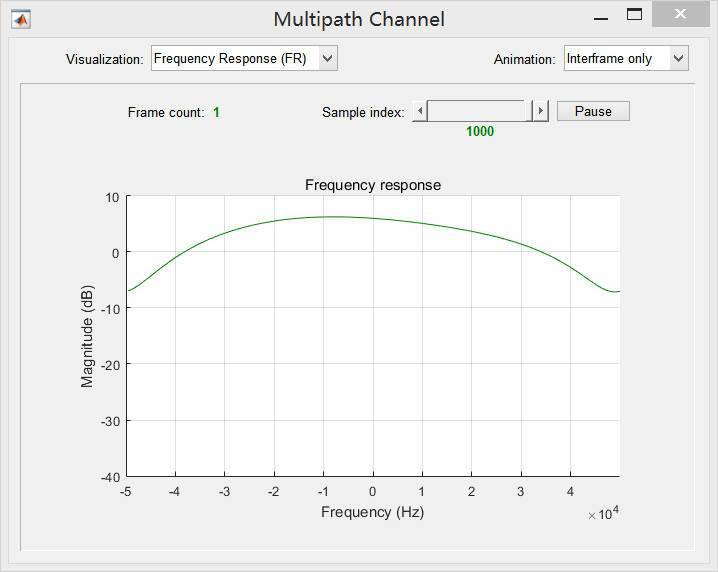 Multipath Channel
Visualization: Frequency Response (FR) Animation: Interframe only
Frame count: 1 Sample index: Pause
1000
Frequency response
10
0
-10
-20
-30
-40
Magnitude (dB)
-5 -4 -3 -2 -1 0 1 2 3 4
Frequency (Hz)
×10^4